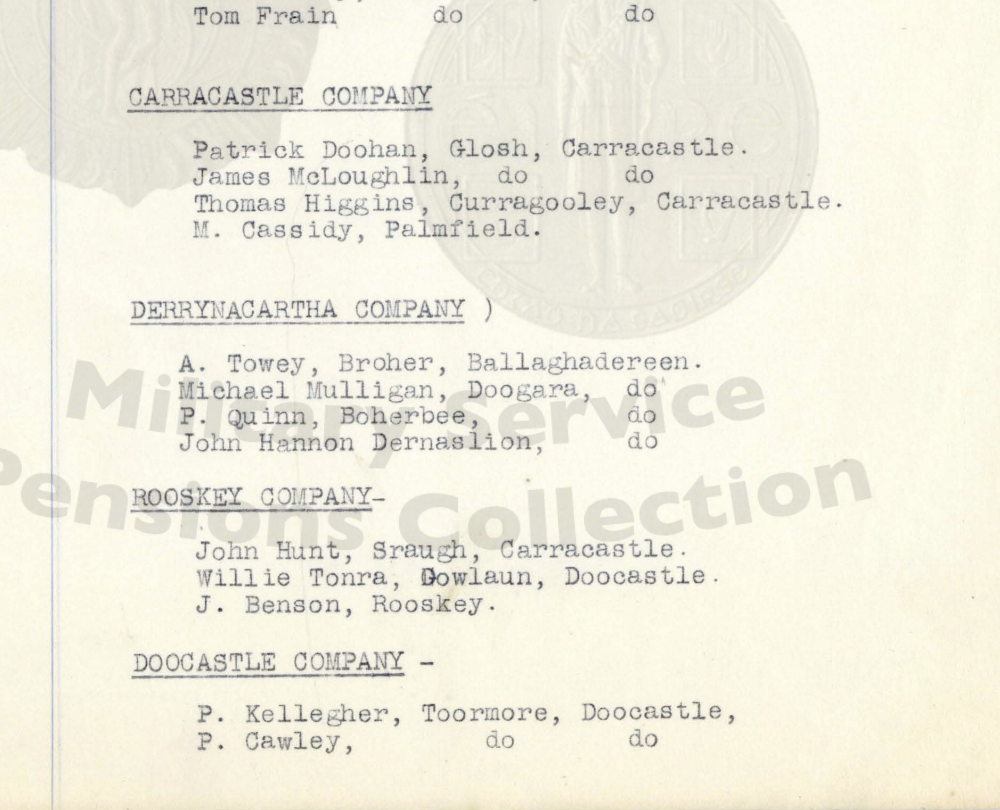 Tom Frain do do
CARRACASTLE COMPANY
Patrick Doohan, Glosh, Carracastle.
James McLoughlin, do do
Thomas Higgins, Curragooley, Carracastle.
M. Cassidy, Palmfield.
DERRYNACARTHA COMPANY )
A. Towey, Broher, Ballaghadereen.
Michael Mulligan, Doogara, do
P. Quinn, Boherbee, do
John Hannon Dernaslion, do
ROOSKEY COMPANY-
John Hunt, Sraugh, Carracastle.
Willie Tonra, Gowlaun, Doocastle.
J. Benson, Rooskey.
DOOCASTLE COMPANY -
P. Kellegher, Toormore, Doocastle,
P. Cawley, do do
Military Service
Pensions Collection